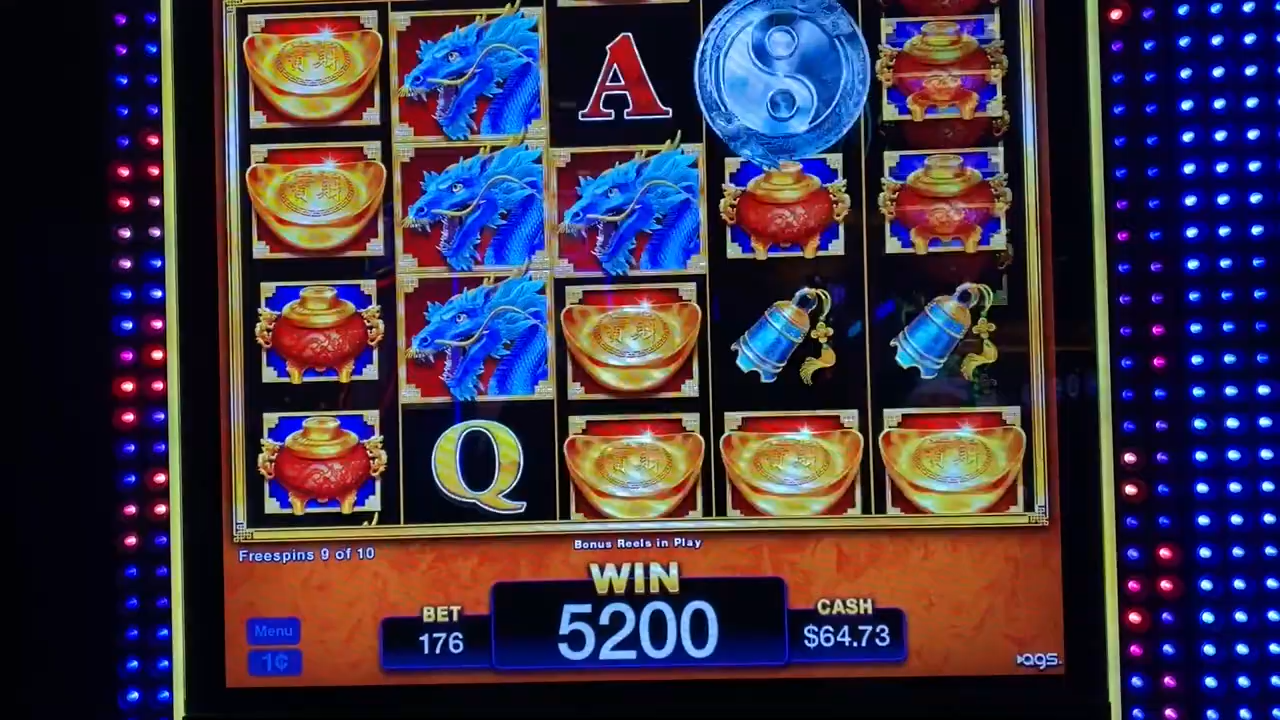 A
Q
Freespins 9 of 10
Bonus Reels in Play
WIN
5200
BET
176
CASH
$64.73
Menu
1¢
ags